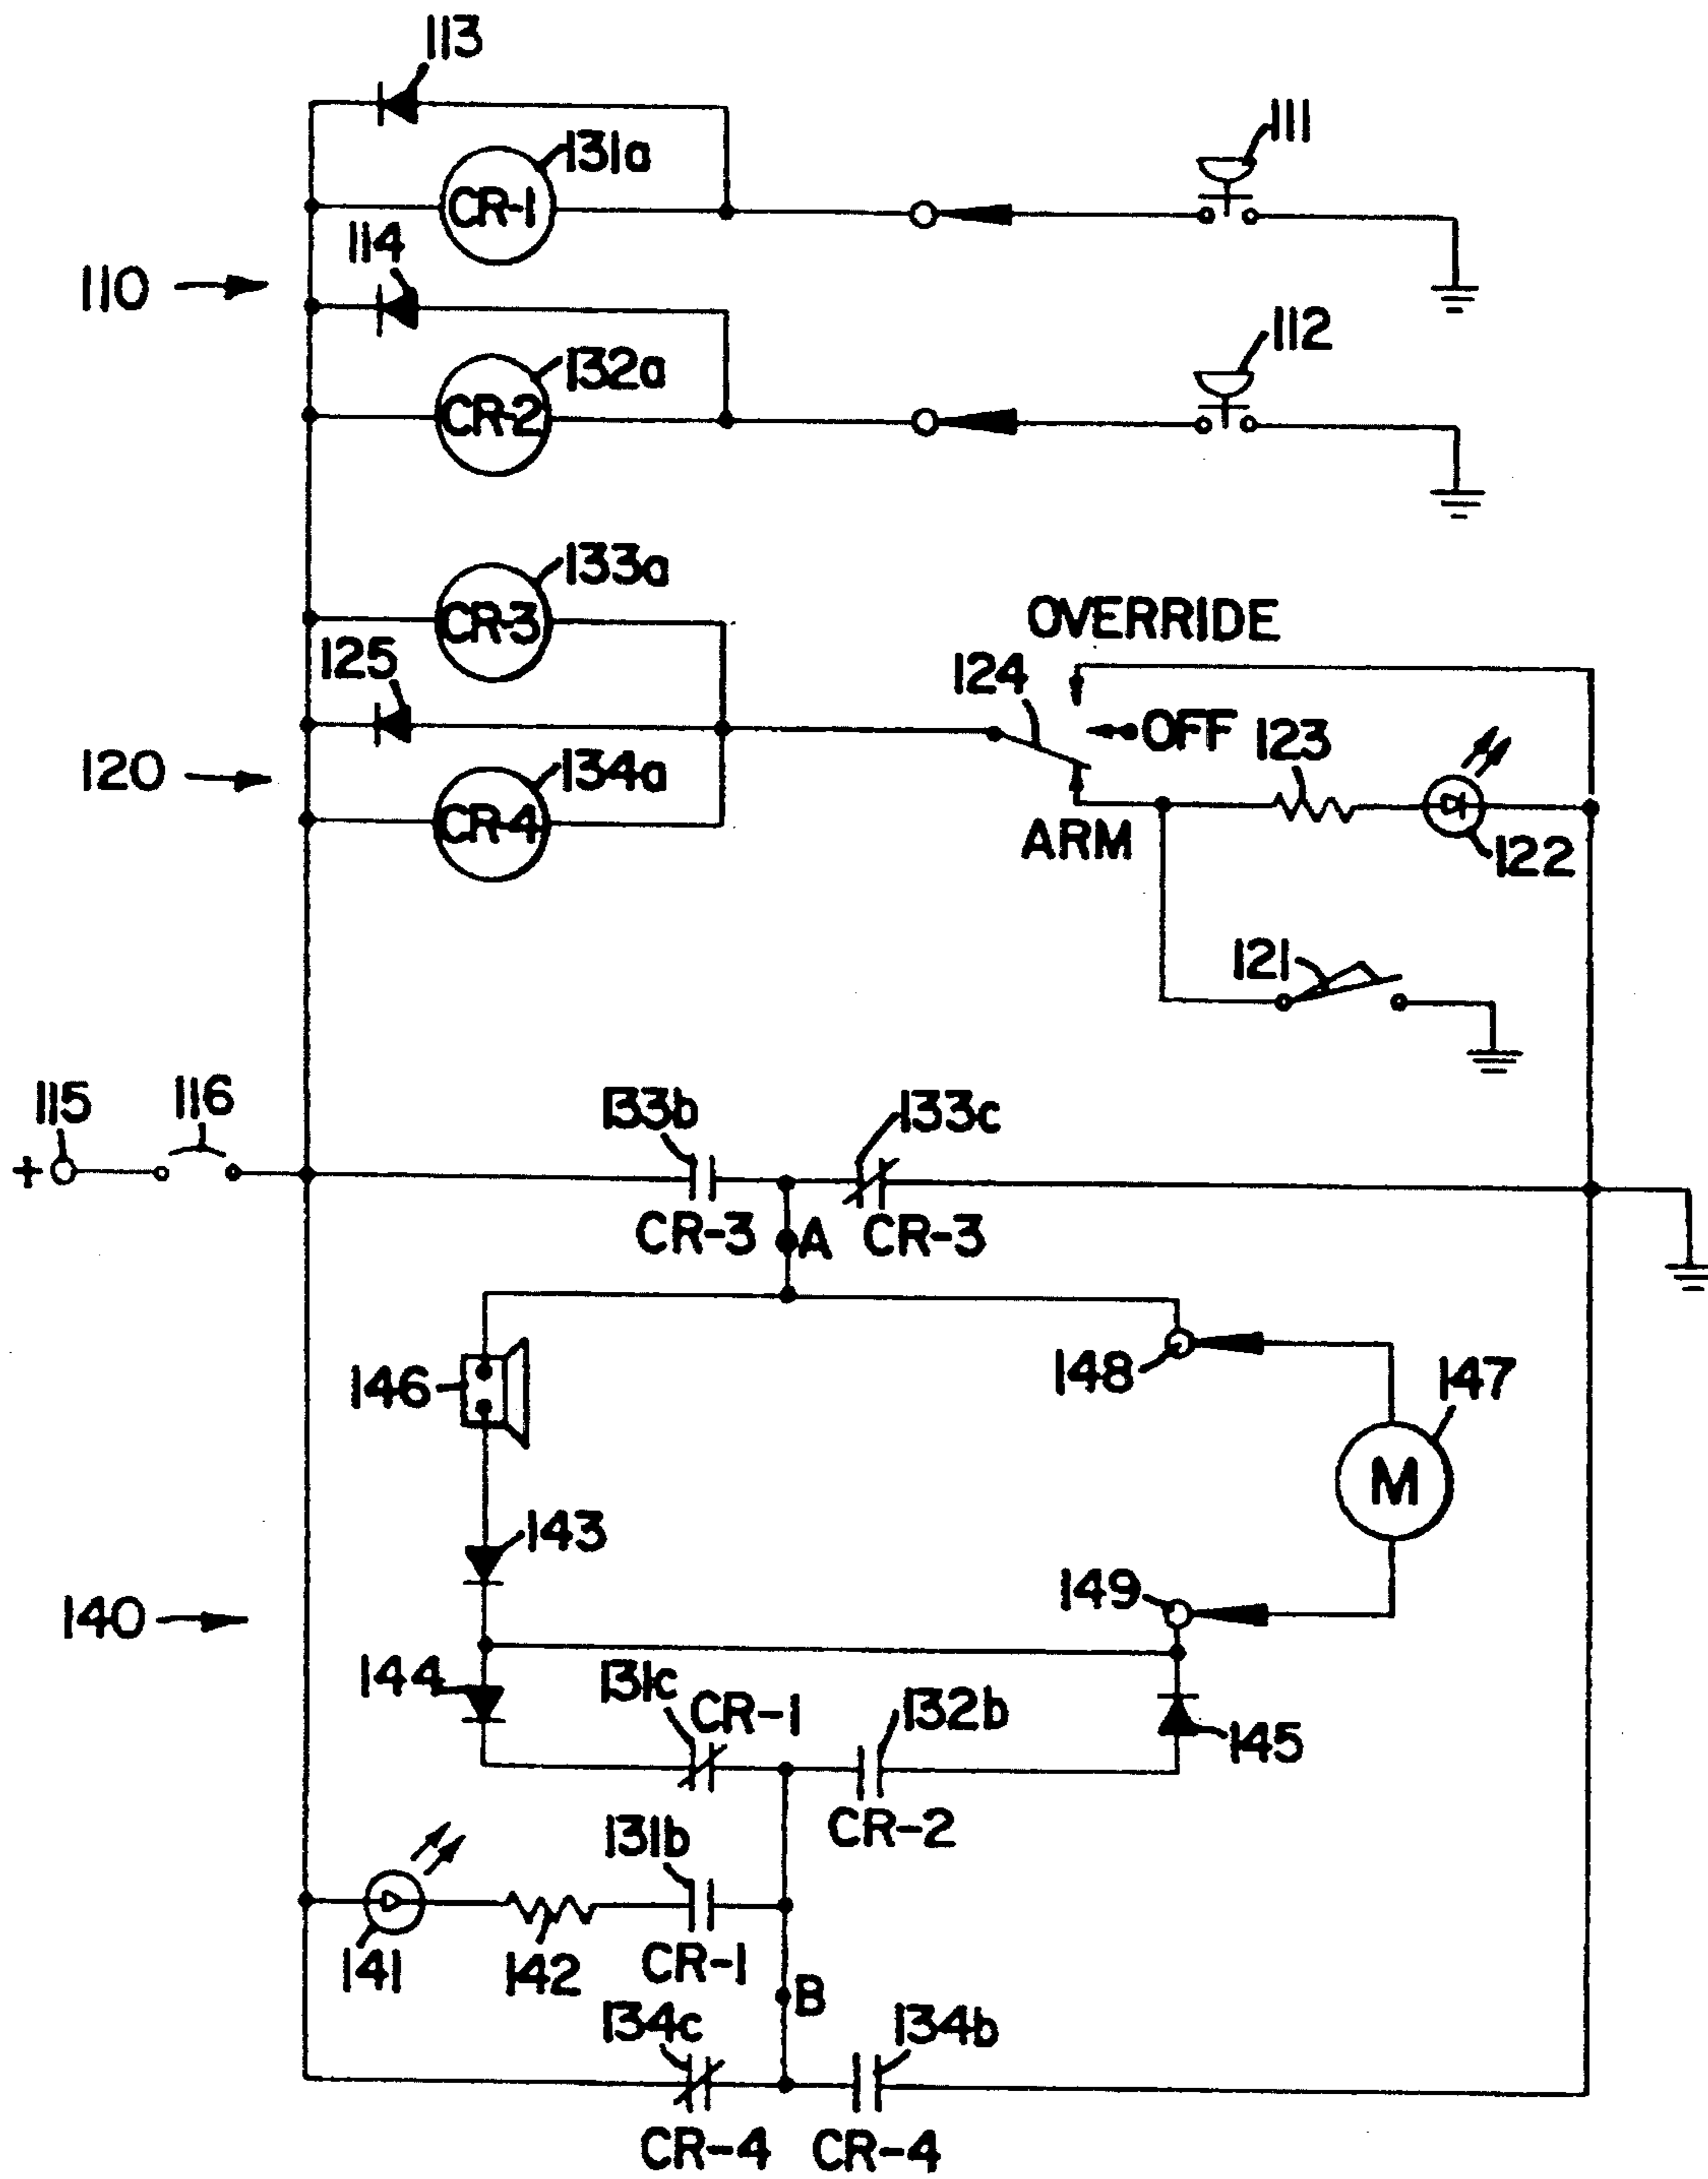 113
111
131a
CR-1
114
110
112
132a
CR-2
133a
CR-3
OVERRIDE
125
124
OFF
123
120
134a
CR-4
ARM
122
121
115
116
133b
133c
+
CR-3
A
CR-3
146
148
147
M
143
149
140
144
131c
CR-1
132b
145
CR-2
131b
141
142
CR-1
B
134c
134b
CR-4
CR-4